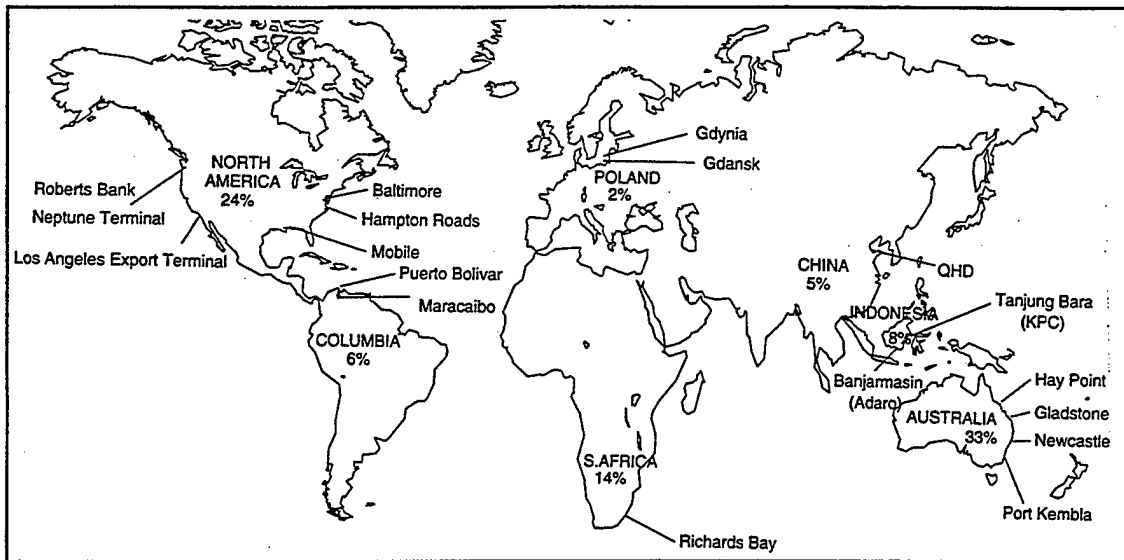 NORTH
AMERICA
24%
Roberts Bank
Neptune Terminal
Los Angeles Export Terminal
Baltimore
Hampton Roads
Mobile
Puerto Bolivar
Maracaibo
COLUMBIA
6%
Gdynia
Gdansk
POLAND
2%
CHINA
5%
QHD
INDONESIA
8%
Tanjung Bara
(KPC)
Banjarmasin
(Adaro)
Hay Point
Gladstone
AUSTRALIA
33%
Newcastle
Port Kembla
S.AFRICA
14%
Richards Bay